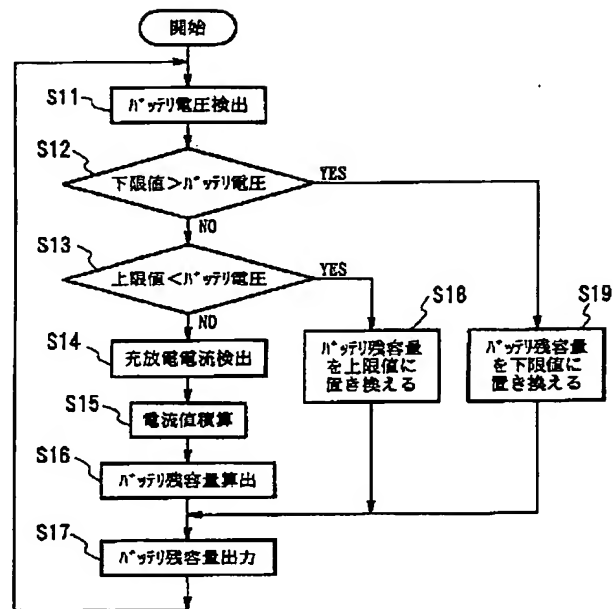 開始
S11
バッテリ電圧検出
S12
下限値>バッテリ電圧
YES
NO
S13
上限値<バッテリ電圧
YES
NO
S18
S19
バッテリ残容量
を上限値に
置き換える
バッテリ残容量
を下限値に
置き換える
S14
充放電電流検出
S15
電流値積算
S16
バッテリ残容量算出
S17
バッテリ残容量出力